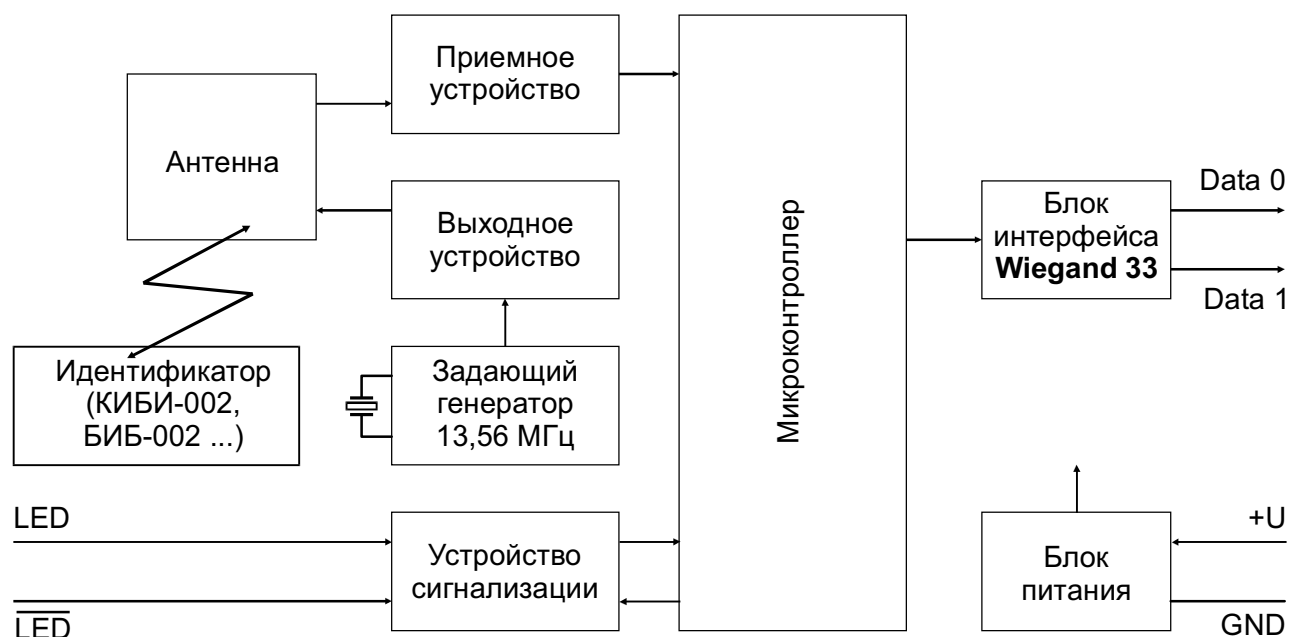 Приемное
устройство
Антенна
Выходное
устройство
Идентификатор
(КИБИ-002,
БИБ-002 ...)
Задающий
генератор
13,56 МГц
LED
LED
Устройство
сигнализации
Микроконтроллер
Блок
интерфейса
Wiegand 33
Data 0
Data 1
Блок
питания
+U
GND